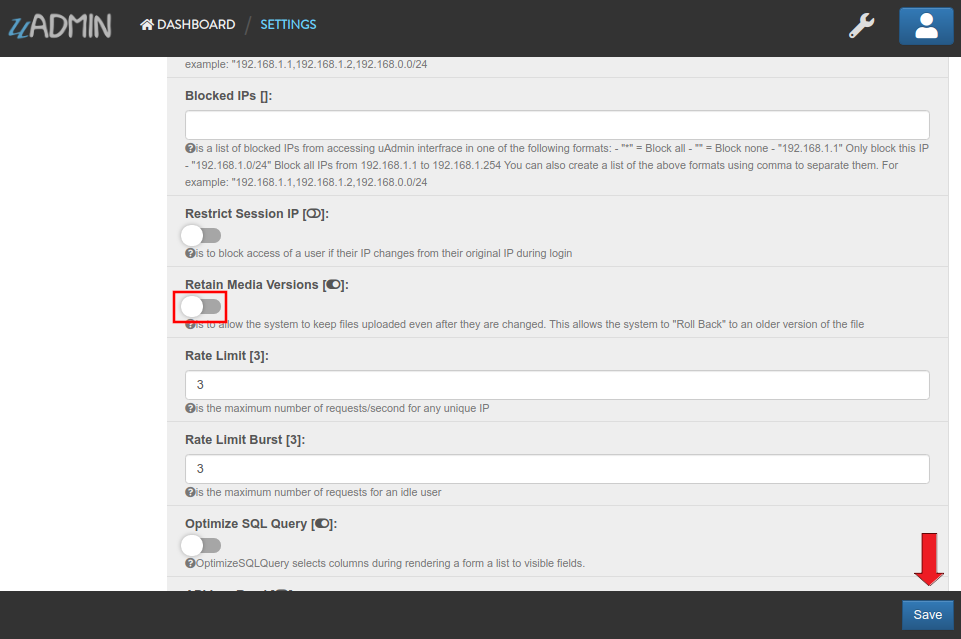 uADMIN
DASHBOARD / SETTINGS
example: "192.168.1.1,192.168.1.2,192.168.0.0/24
Blocked IPs []:
is a list of blocked IPs from accessing uAdmin interfrace in one of the following formats: - "*" = Block all - "" = Block none - "192.168.1.1" Only block this IP
- "192.168.1.0/24" Block all IPs from 192.168.1.1 to 192.168.1.254 You can also create a list of the above formats using comma to separate them. For
example: "192.168.1.1,192.168.1.2,192.168.0.0/24
Restrict Session IP []:
is to block access of a user if their IP changes from their original IP during login
Retain Media Versions []:
is to allow the system to keep files uploaded even after they are changed. This allows the system to "Roll Back" to an older version of the file
Rate Limit [3]:
3
is the maximum number of requests/second for any unique IP
Rate Limit Burst [3]:
3
is the maximum number of requests for an idle user
Optimize SQL Query []:
OptimizeSQLQuery selects columns during rendering a form a list to visible fields.
Save